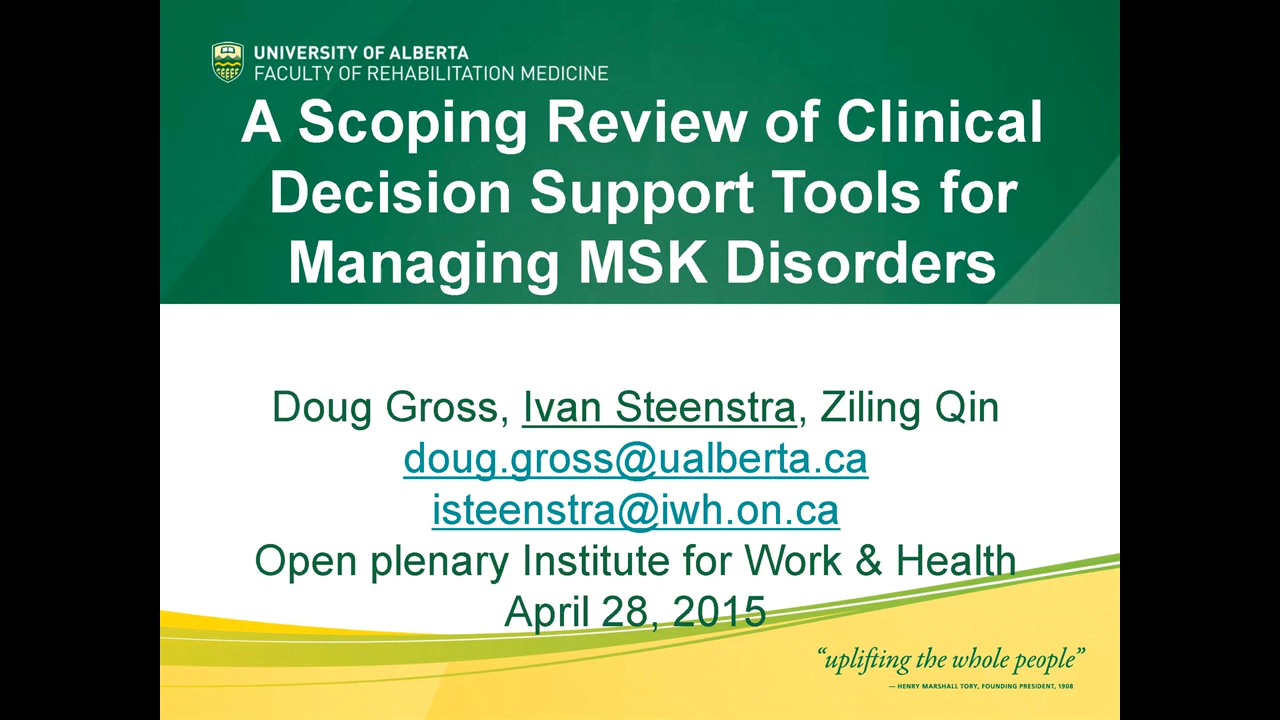 UNIVERSITY OF ALBERTA
FACULTY OF REHABILITATION MEDICINE
A Scoping Review of Clinical
Decision Support Tools for
Managing MSK Disorders
Doug Gross, Ivan Steenstra, Ziling Qin
doug.gross@ualberta.ca
isteenstra@iwh.on.ca
Open plenary Institute for Work & Health
April 28, 2015
“uplifting the whole people”
— HENRY MARSHALL TORY, FOUNDING PRESIDENT, 1908